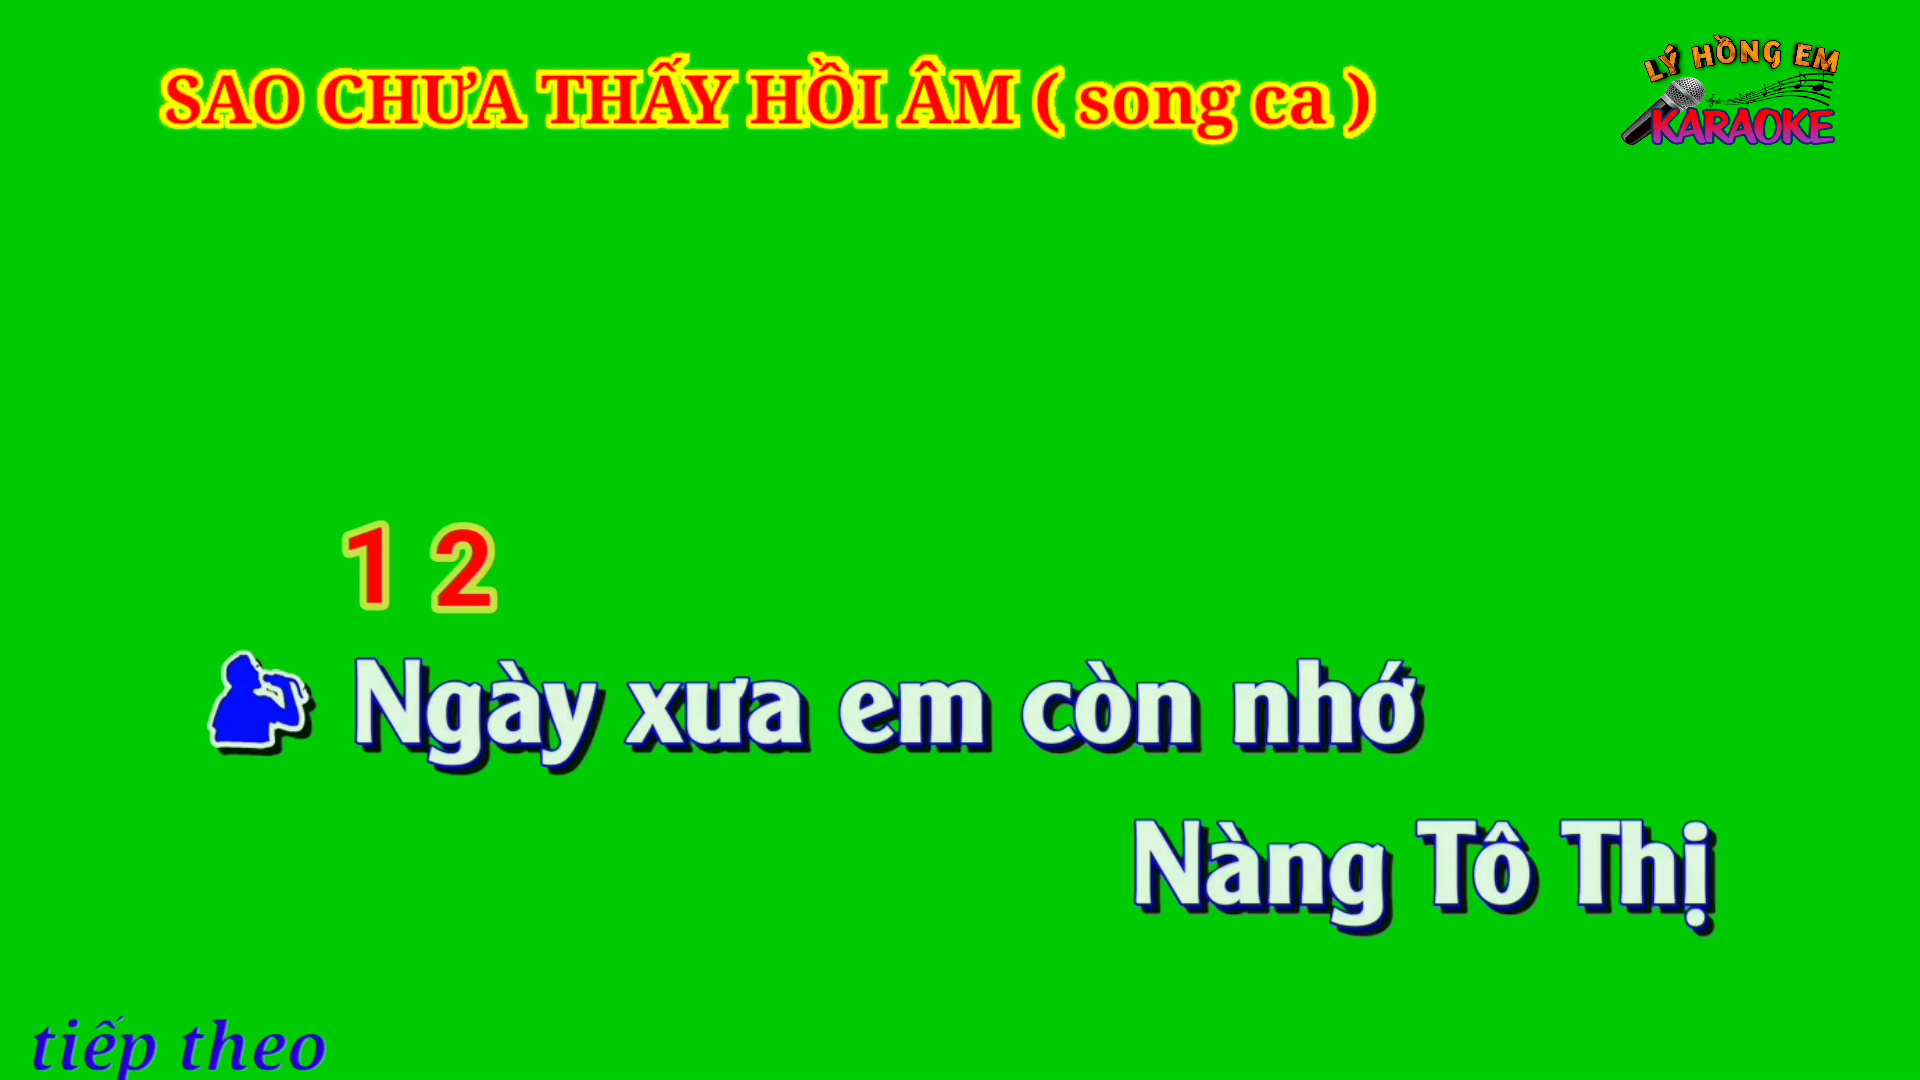 SAO CHƯA THẤY HỒI ÂM ( song ca )
LÝ HỒNG EM
KARAOKE
1 2
Ngày xưa em còn nhớ
Nàng Tô Thị
tiếp theo